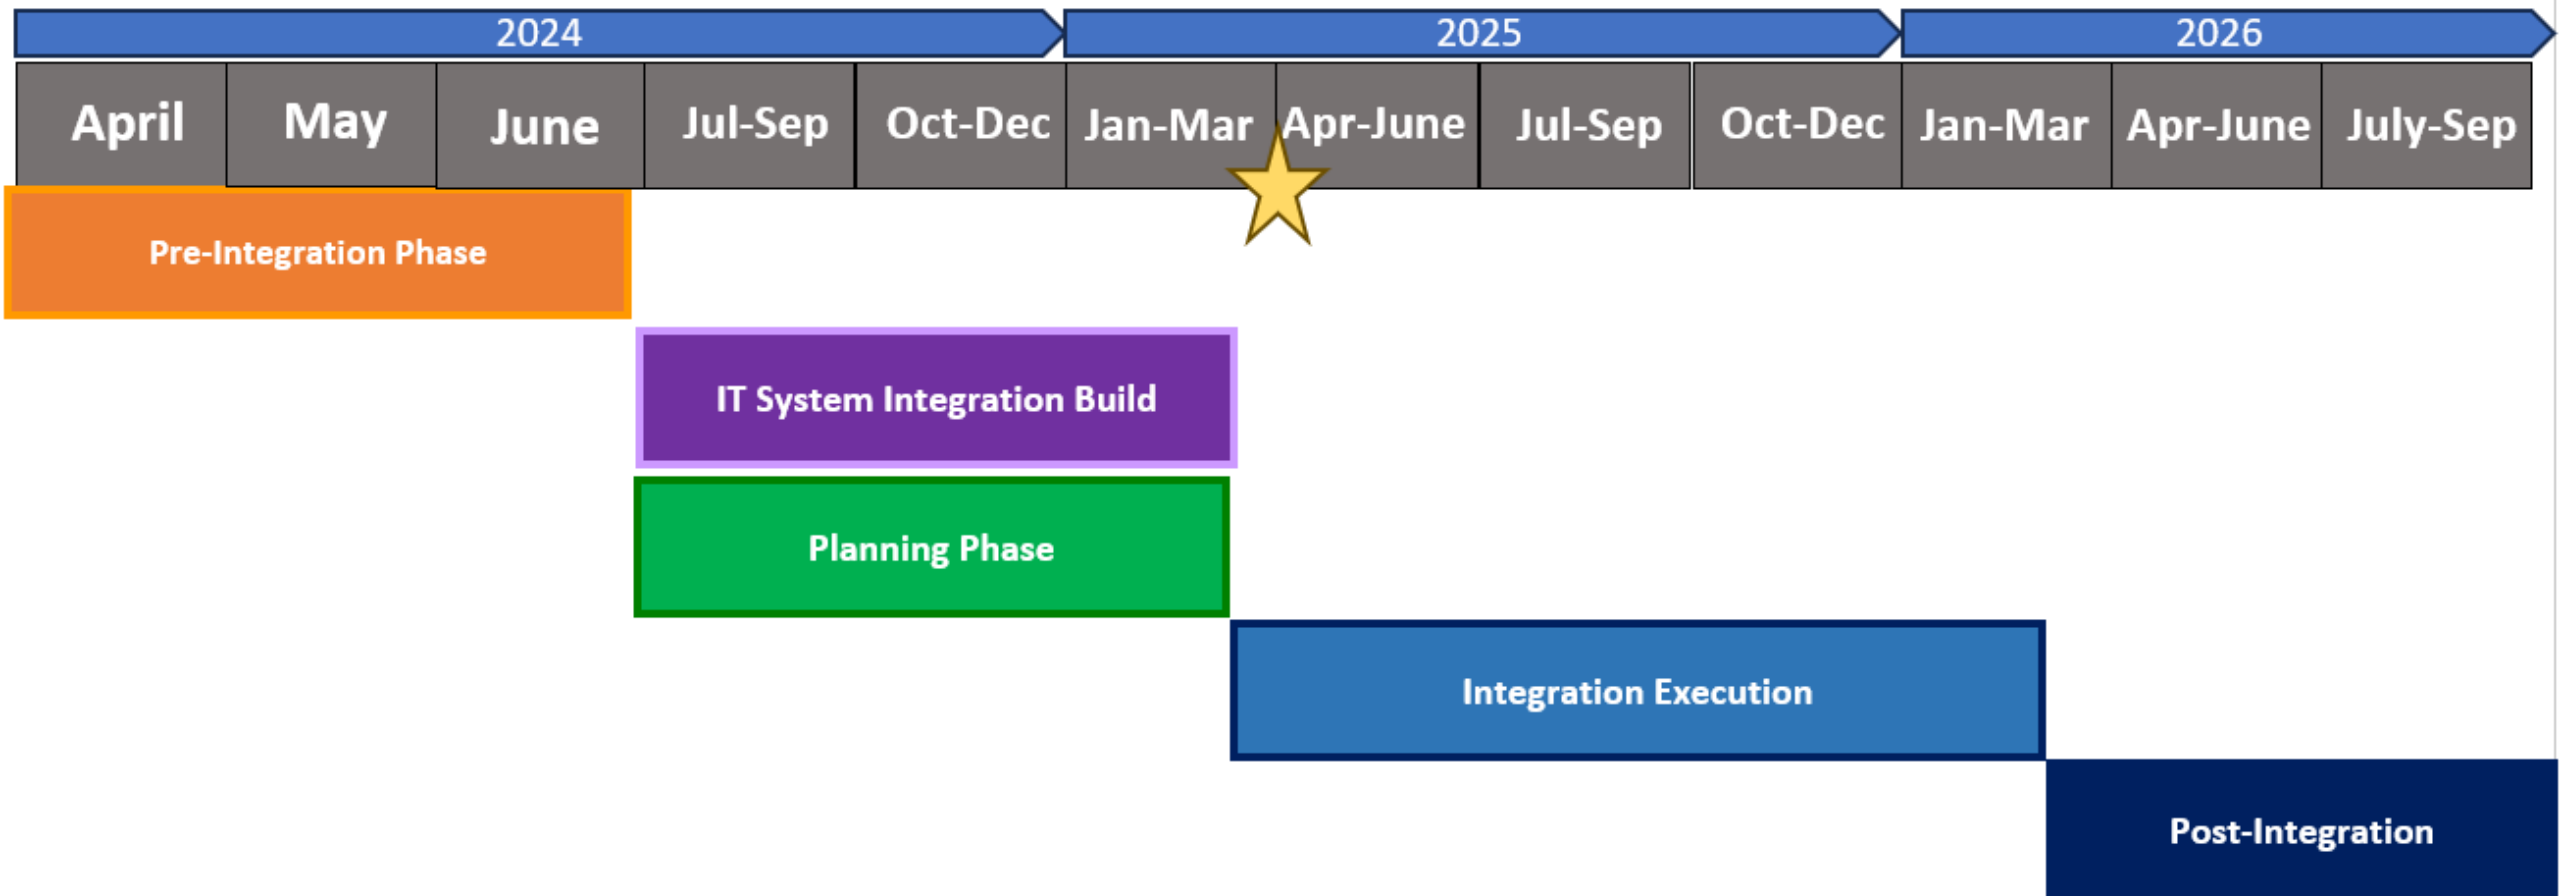 2024
2025
2026
April
May
June
Jul-Sep
Oct-Dec
Jan-Mar
Apr-June
Jul-Sep
Oct-Dec
Jan-Mar
Apr-June
July-Sep
Pre-Integration Phase
IT System Integration Build
Planning Phase
Integration Execution
Post-Integration